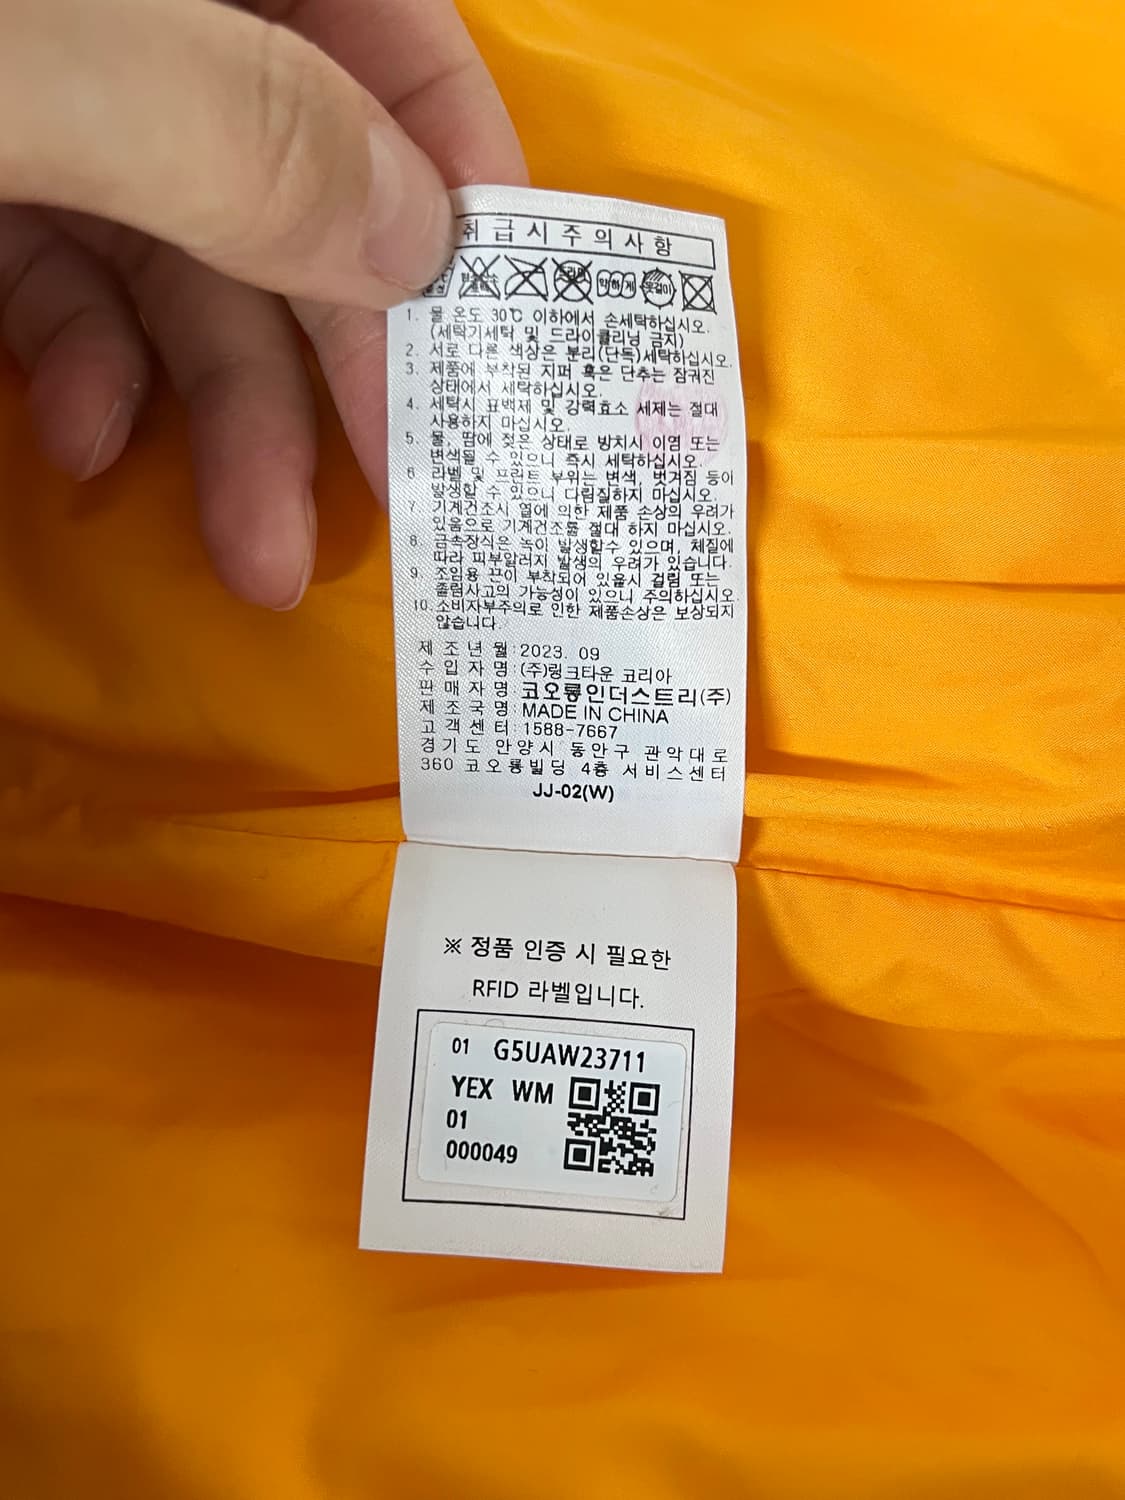 취급시주의사항
드라이
약하게
옷걸이
1. 물 온도 30℃ 이하에서 손세탁하십시오.
(세탁기세탁 및 드라이클리닝 금지)
2. 서로 다른 색상은 분리(단독)세탁하십시오.
3. 제품에 부착된 지퍼 혹은 단추는 잠궈진
상태에서 세탁하십시오.
4. 세탁시 표백제 및 강력효소 세제는 절대
사용하지 마십시오.
5. 물, 땀에 젖은 상태로 방치시 이염 또는
변색될 수 있으니 즉시 세탁하십시오.
6 라벨 및 프린트 부위는 변색, 벗겨짐 등이
발생할 수 있으니 다림질하지 마십시오.
7. 기계건조시 열에 의한 제품 손상의 우려가
있음으로 기계건조를 절대 하지 마십시오.
8. 금속장식은 녹이 발생할수 있으며, 체질에
따라 피부알러지 발생의 우려가 있습니다.
9. 조임용 끈이 부착되어 있을시 걸림 또는
졸림사고의 가능성이 있으니 주의하십시오.
10. 소비자부주의로 인한 제품손상은 보상되지
않습니다.
제 조 년 월 : 2023. 09
수 입 자 명 : (주)링크타운 코리아
판 매 자 명 : 코오롱인더스트리(주)
제 조 국 명 : MADE IN CHINA
고 객 센 터 : 1588-7667
경기도 안양시 동안구 관악대로
360 코오롱빌딩 4층 서비스센터
JJ-02(W)
※ 정품 인증 시 필요한
RFID 라벨입니다.
01 G5UAW23711
YEX WM
01
000049